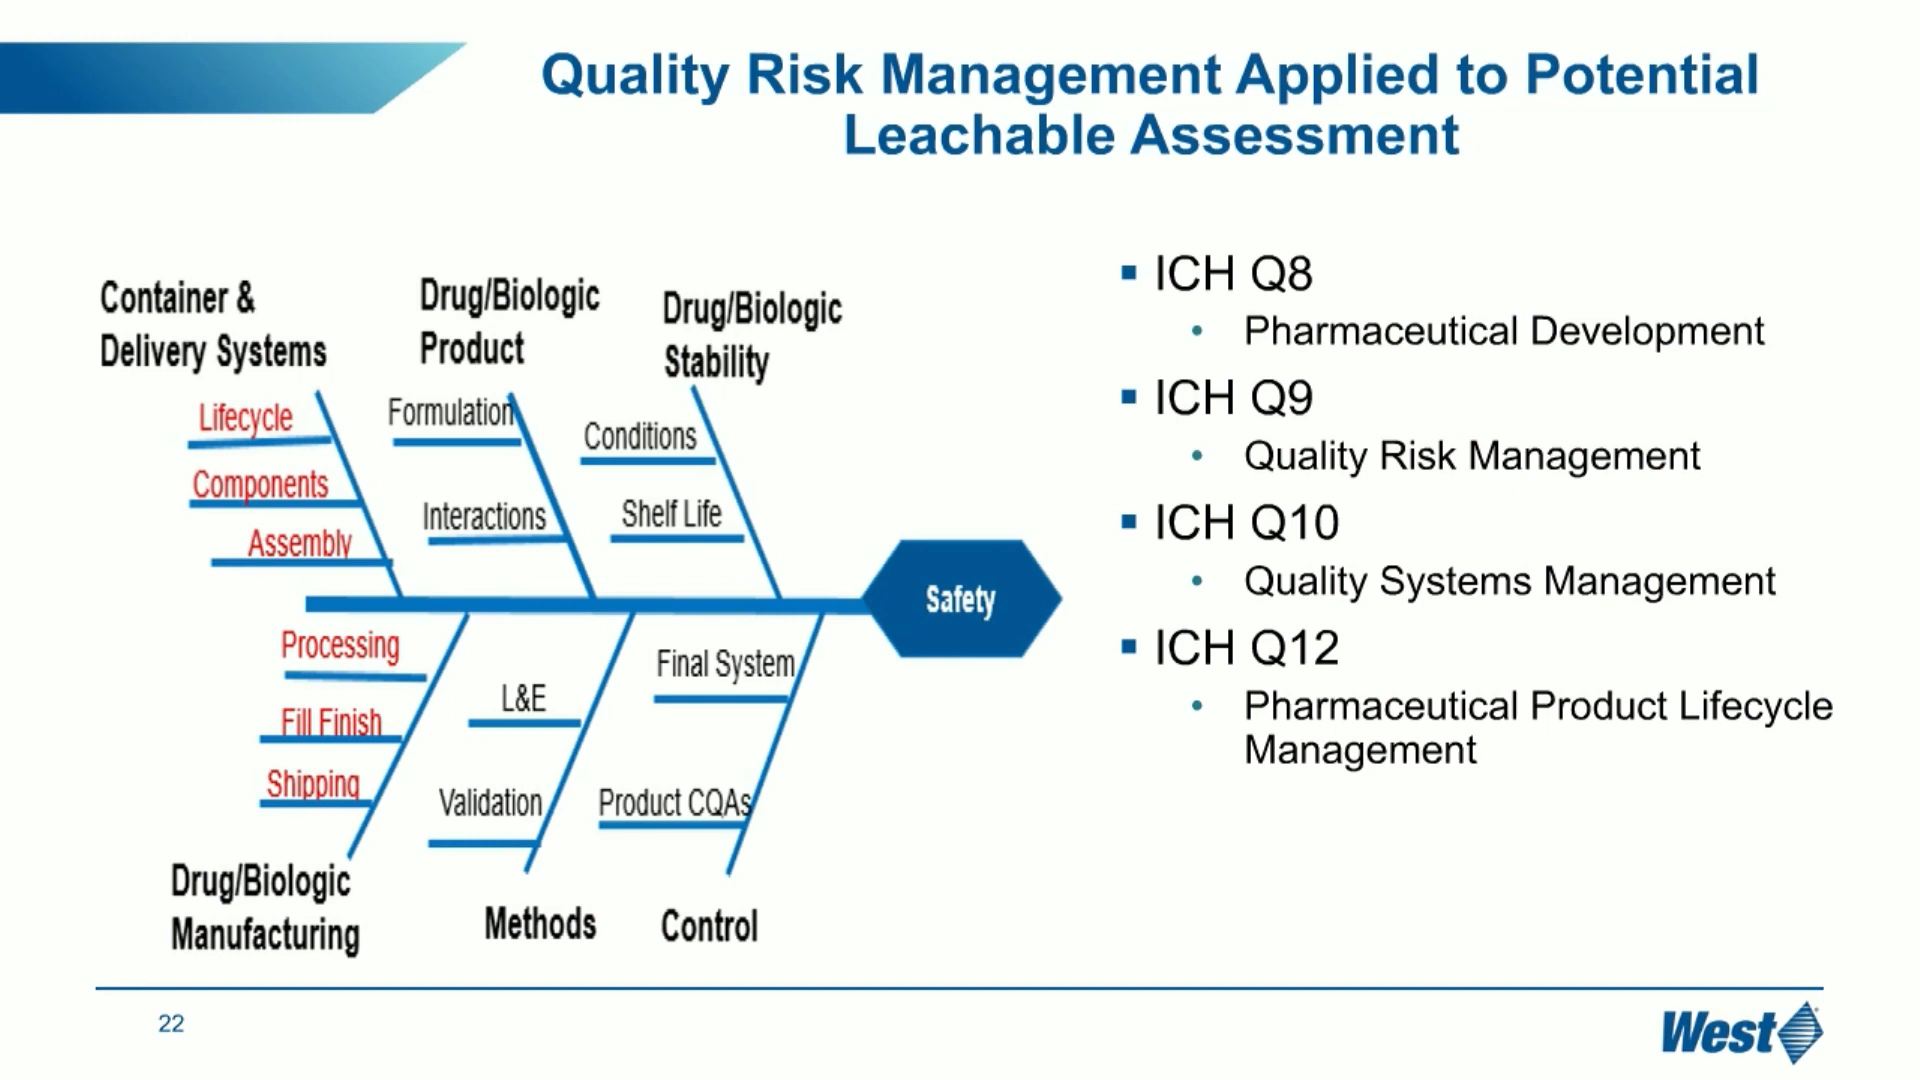 Quality Risk Management Applied to Potential
Leachable Assessment
Container &
Delivery Systems
Lifecycle
Components
Assembly
Drug/Biologic
Product
Formulation
Interactions
Drug/Biologic
Stability
Conditions
Shelf Life
Safety
Processing
Fill Finish
Shipping
Drug/Biologic
Manufacturing
L&E
Validation
Methods
Final System
Product CQAs
Control
▪ ICH Q8
• Pharmaceutical Development
▪ ICH Q9
• Quality Risk Management
▪ ICH Q10
• Quality Systems Management
▪ ICH Q12
• Pharmaceutical Product Lifecycle
Management
22
West